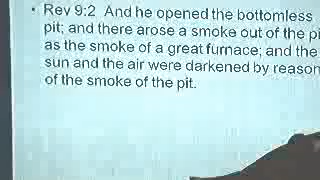 • Rev 9:2 And he opened the bottomless
pit; and there arose a smoke out of the pi
as the smoke of a great furnace; and the
sun and the air were darkened by reason
of the smoke of the pit.